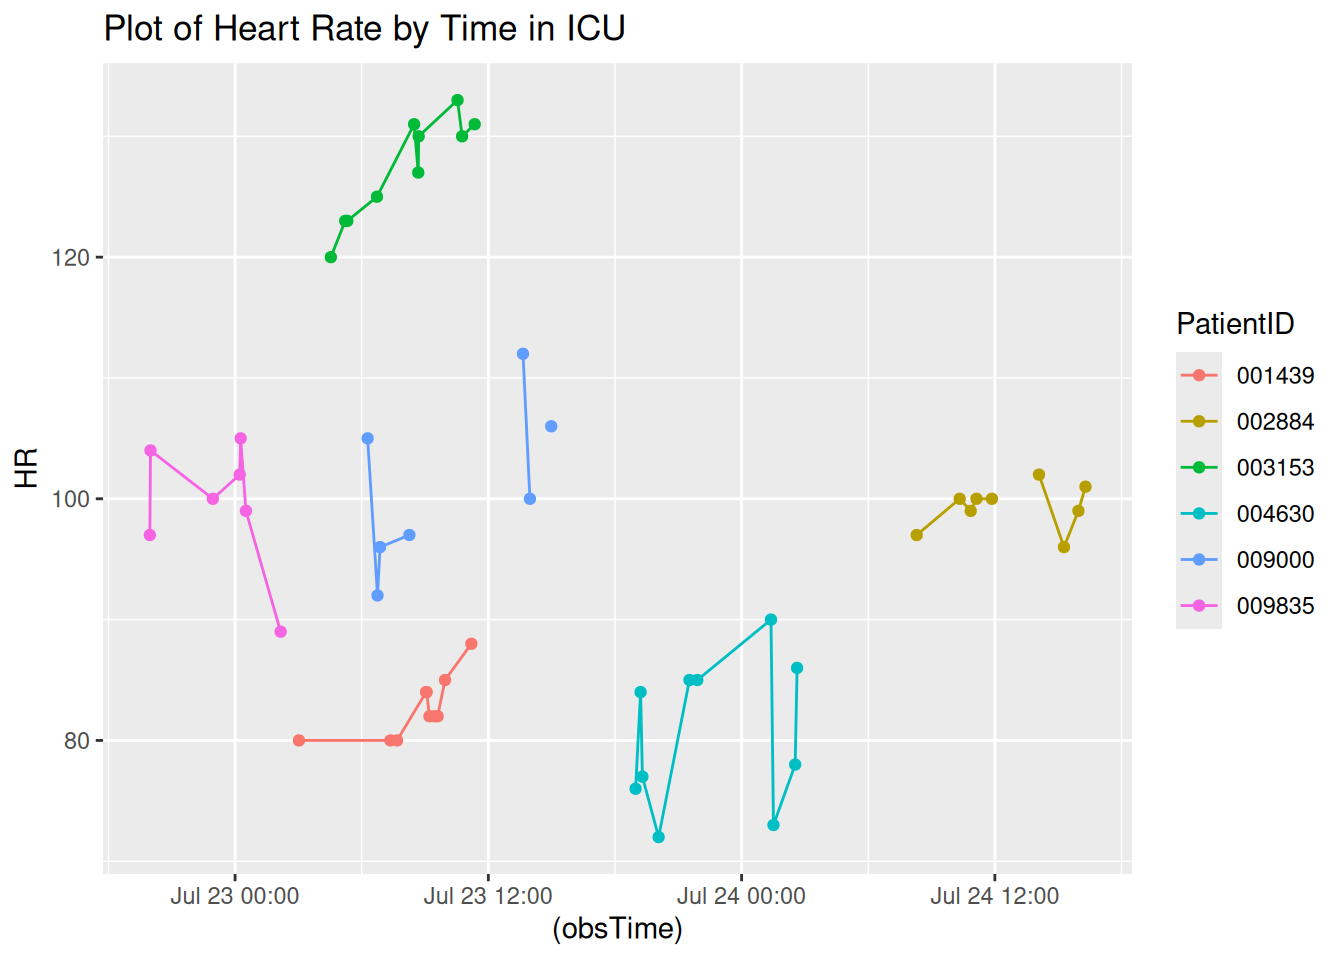 Plot of Heart Rate by Time in ICU
HR
120
100
80
Jul 23 00:00
Jul 23 12:00
Jul 24 00:00
Jul 24 12:00
(obsTime)
PatientID
001439
002884
003153
004630
009000
009835